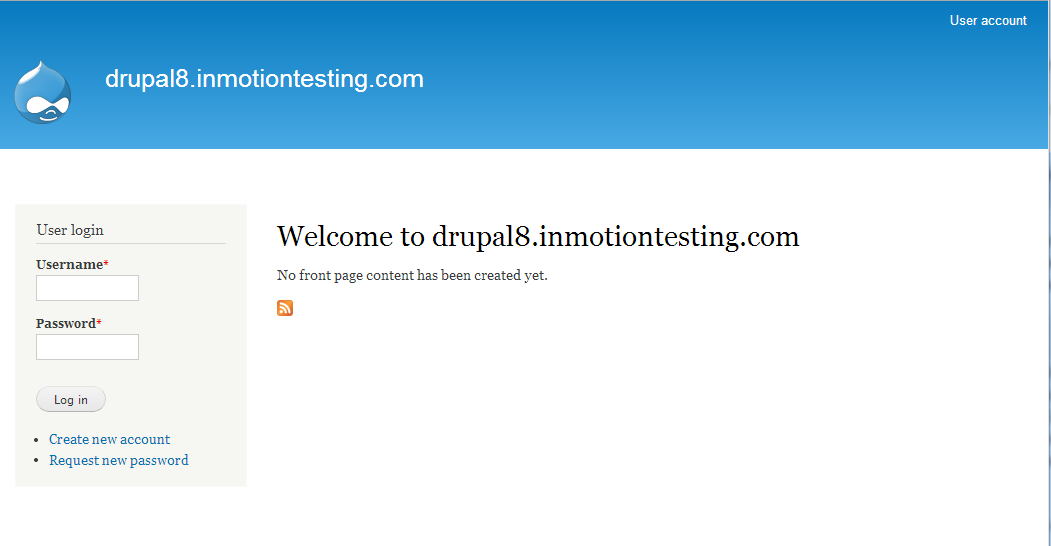 User account
drupal8.inmotiontesting.com
User login
Username*
Password*
Log in
Create new account
Request new password
Welcome to drupal8.inmotiontesting.com
No front page content has been created yet.